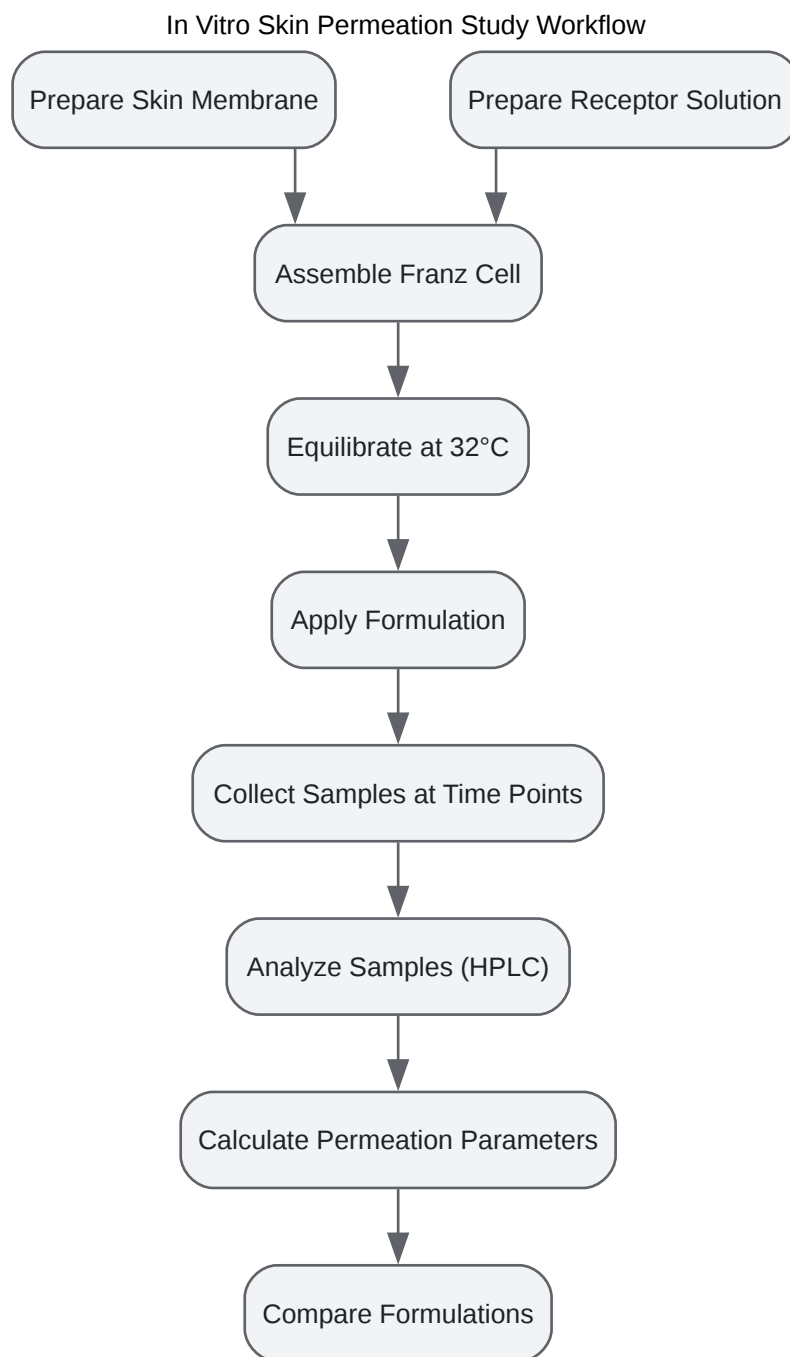 In Vitro Skin Permeation Study Workflow
Prepare Skin Membrane
Prepare Receptor Solution
Assemble Franz Cell
Equilibrate at 32°C
Apply Formulation
Collect Samples at Time Points
Analyze Samples (HPLC)
Calculate Permeation Parameters
Compare Formulations